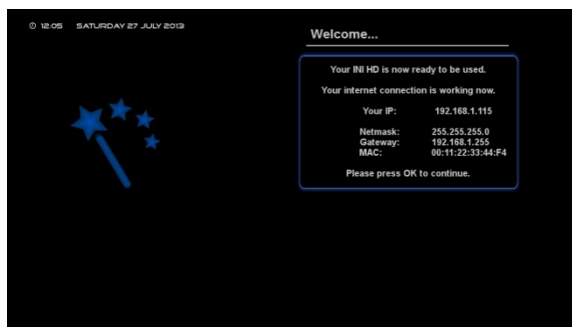 12:05 SATURDAY 27 JULY 2013
Welcome...
Your INI HD is now ready to be used.
Your internet connection is working now.
Your IP: 192.168.1.115
Netmask: 255.255.255.0
Gateway: 192.168.1.255
MAC: 00:11:22:33:44:F4
Please press OK to continue.